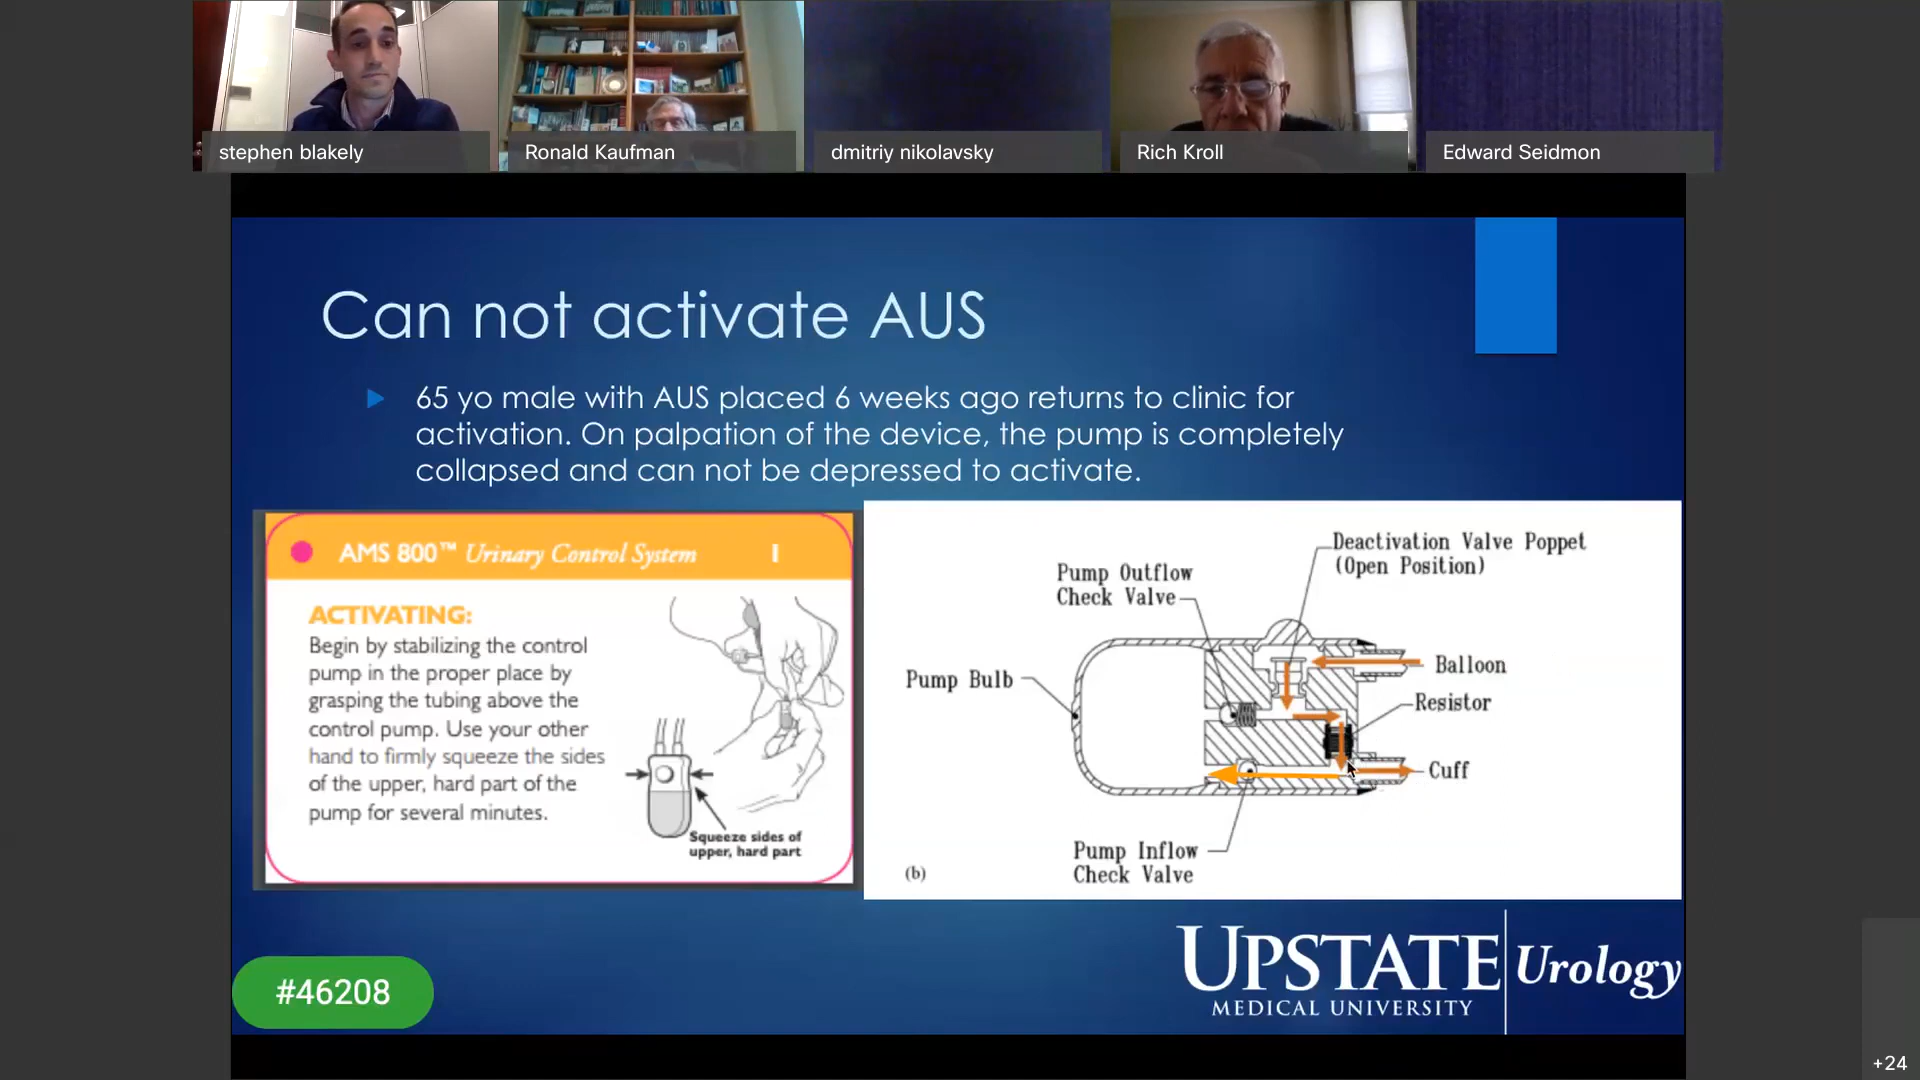 stephen blakely
Ronald Kaufman
dmitriy nikolavsky
Rich Kroll
Edward Seidmon
Can not activate AUS
65 yo male with AUS placed 6 weeks ago returns to clinic for
activation. On palpation of the device, the pump is completely
collapsed and can not be depressed to activate.
AMS 800™ Urinary Control System 1
ACTIVATING:
Begin by stabilizing the control
pump in the proper place by
grasping the tubing above the
control pump. Use your other
hand to firmly squeeze the sides
of the upper, hard part of the
pump for several minutes.
Squeeze sides of
upper, hard part
Deactivation Valve Poppet
(Open Position)
Pump Outflow
Check Valve
Pump Bulb
Balloon
Resistor
Cuff
Pump Inflow
Check Valve
(b)
UPSTATE
MEDICAL UNIVERSITY
Urology
#46208
+24